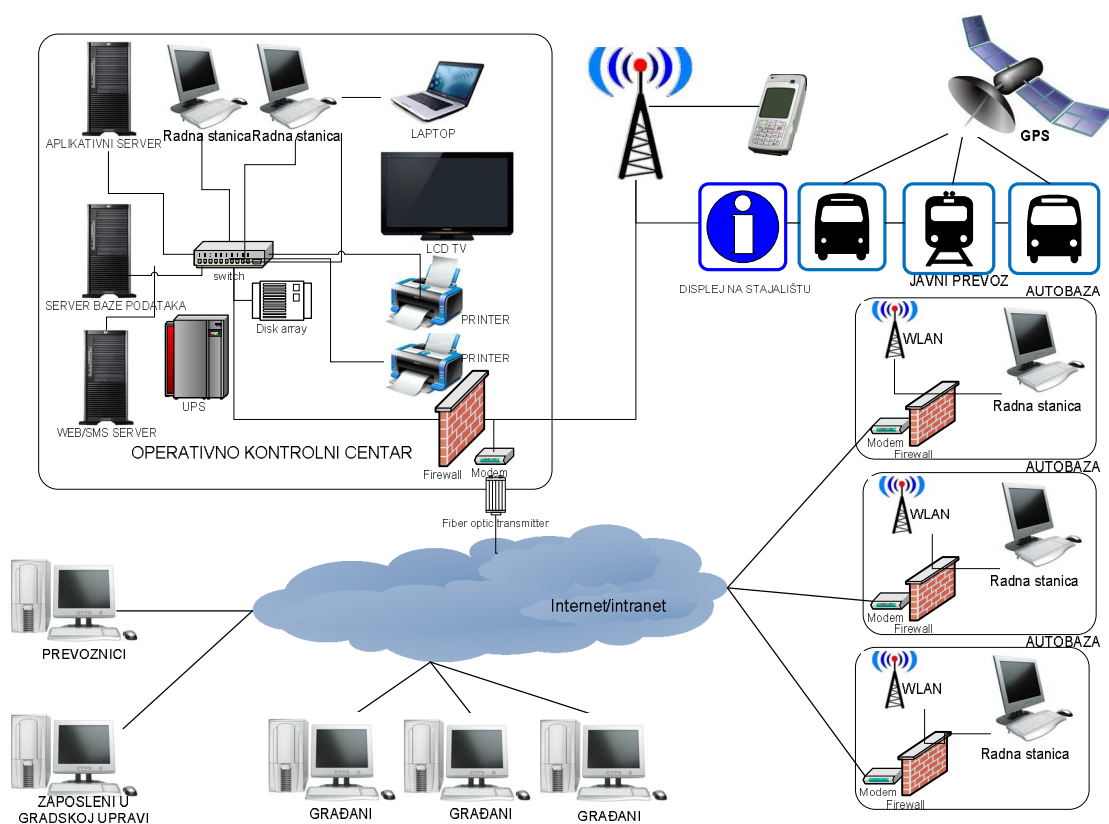 APLIKATIVNI SERVER
Radna stanica
Radna stanica
LAPTOP
LCD TV
SERVER BAZE PODATAKA
switch
Disk array
PRINTER
PRINTER
UPS
WEB/SMS SERVER
OPERATIVNO KONTROLNI CENTAR
Firewall
Modem
Fiber optic transmitter
GPS
DISPLEJ NA STAJALIŠTU
JAVNI PREVOZ
AUTOBAZA
WLAN
Radna stanica
Modem
Firewall
AUTOBAZA
WLAN
Radna stanica
Modem
Firewall
AUTOBAZA
WLAN
Radna stanica
Modem
Firewall
Internet/intranet
PREVOZNICI
ZAPOSLENI U
GRADSKOJ UPRAVI
GRAĐANI
GRAĐANI
GRAĐANI